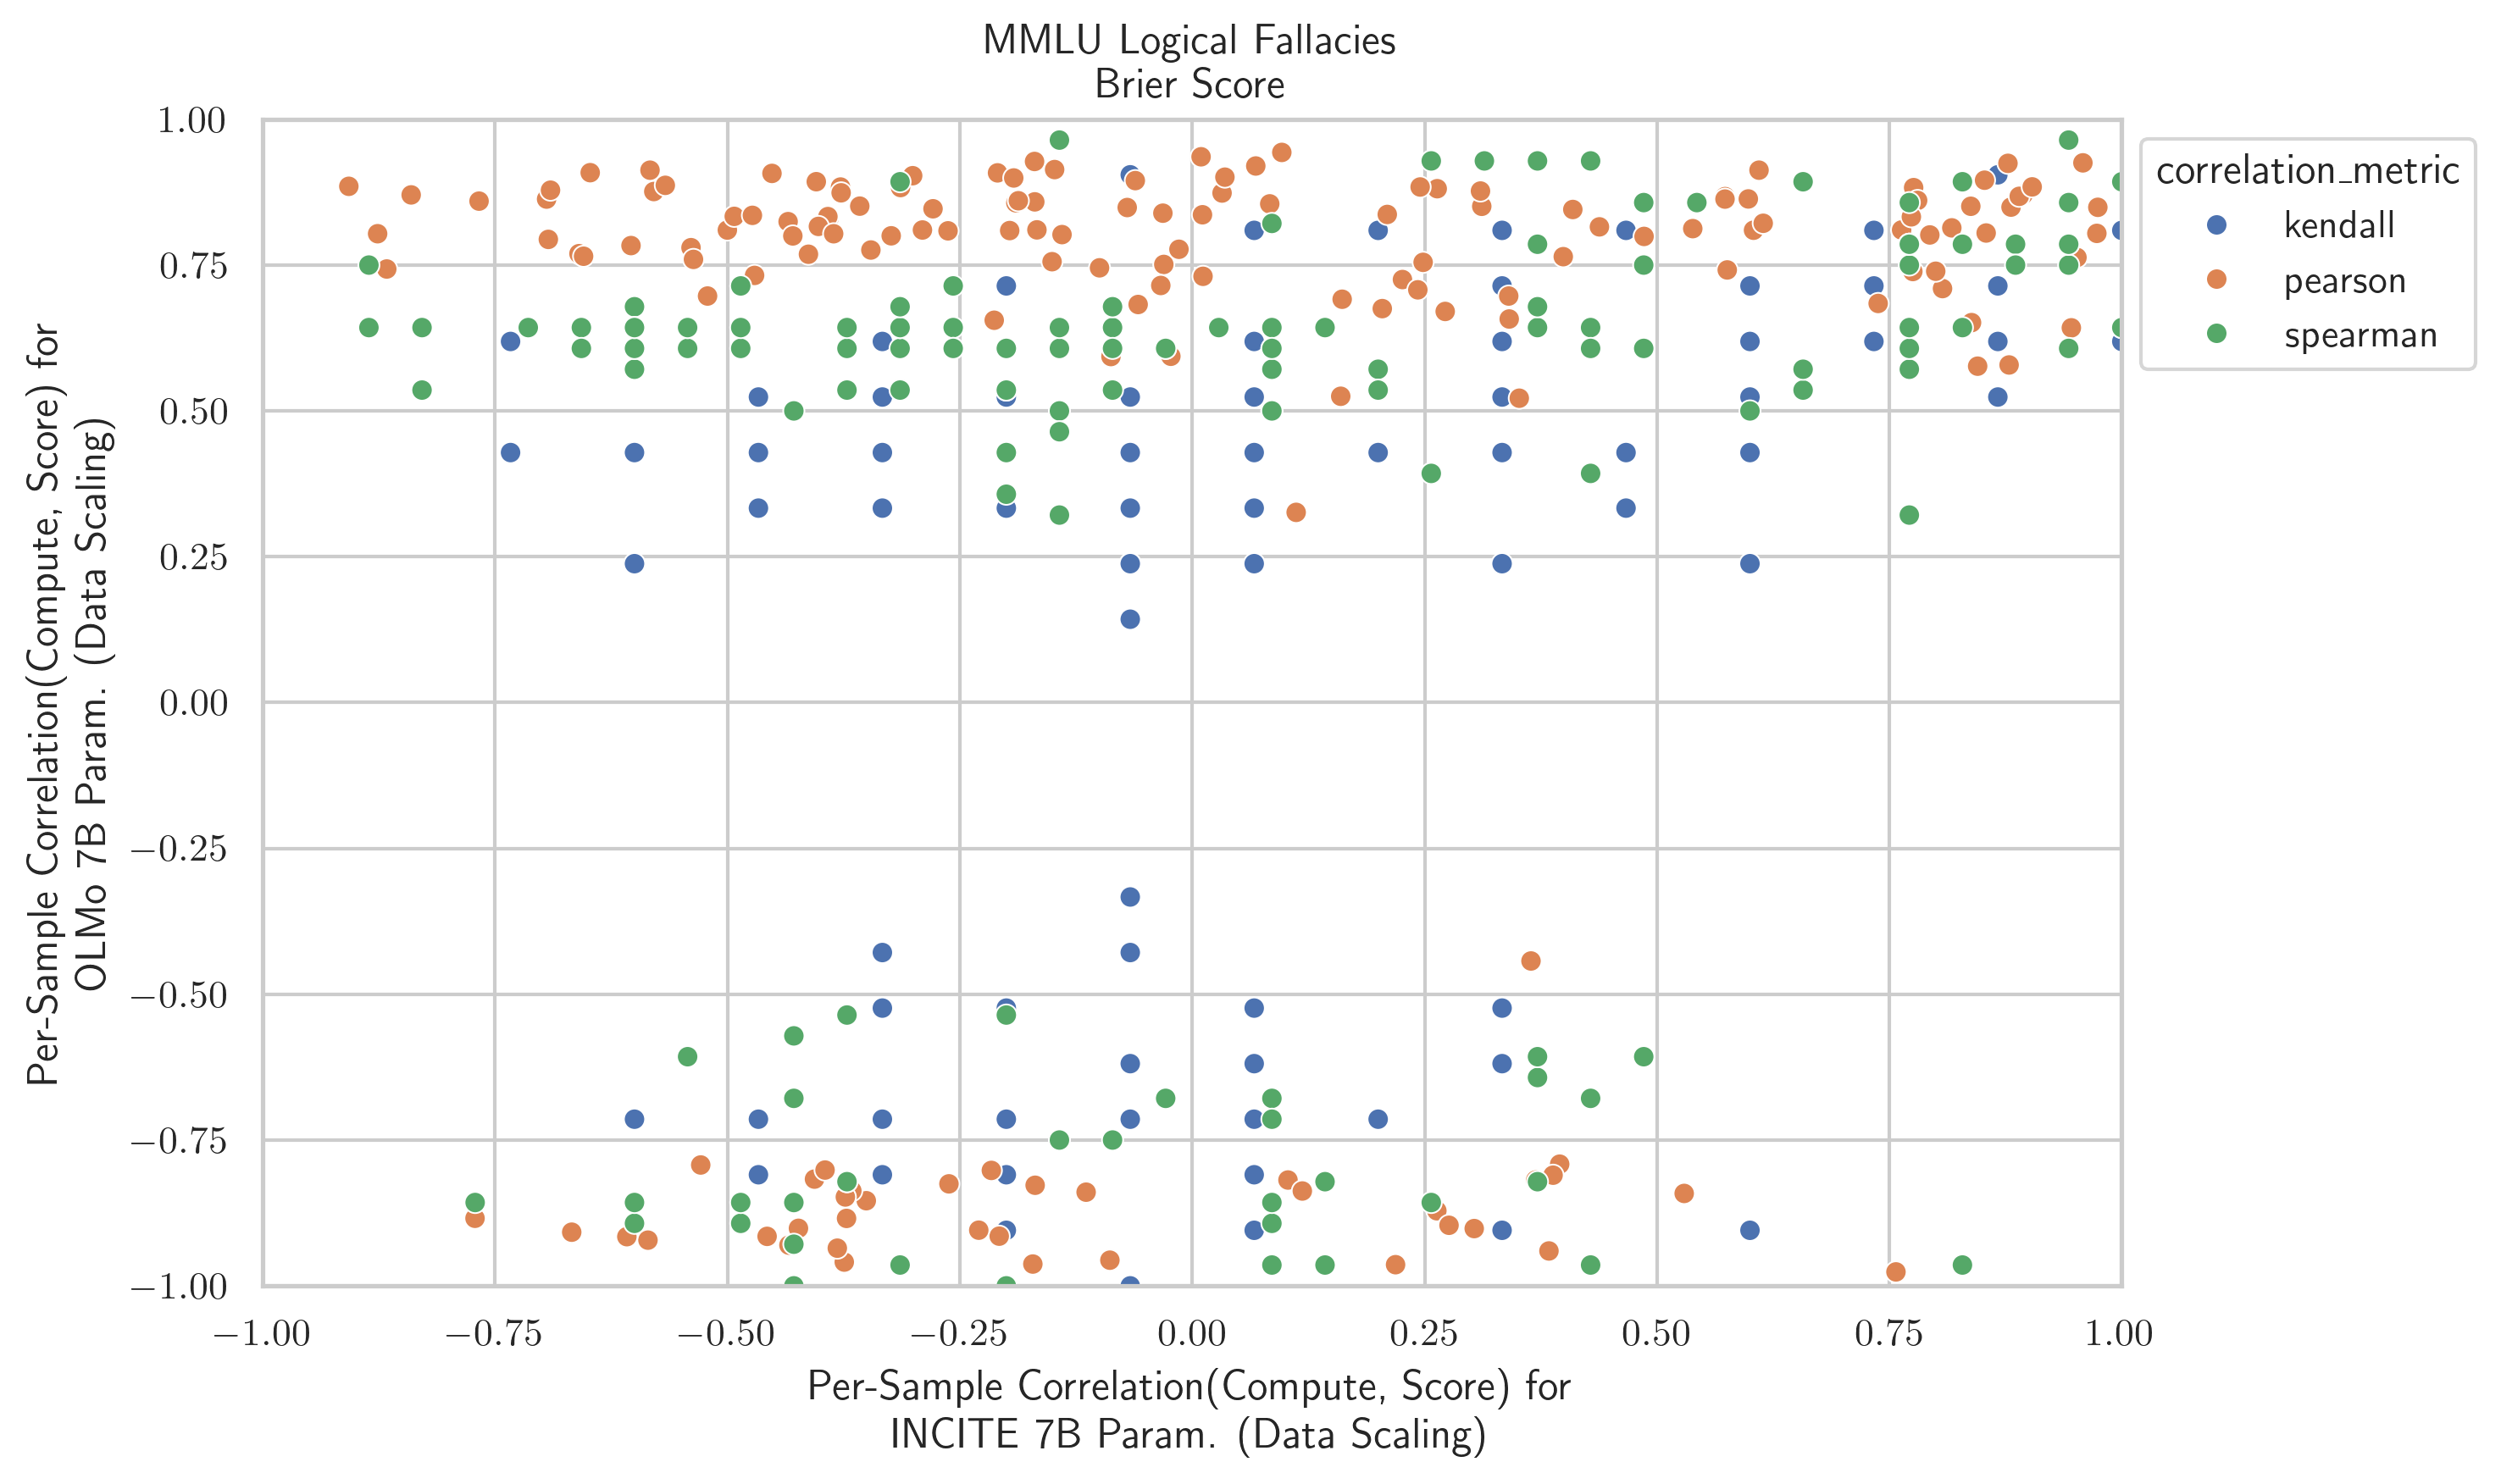 MMLU Logical Fallacies
Brier Score
1.00
0.75
0.50
0.25
0.00
−0.25
−0.50
−0.75
−1.00
Per-Sample Correlation(Compute, Score) for
OLMo 7B Param. (Data Scaling)
correlation_metric
kendall
pearson
spearman
−1.00 −0.75 −0.50 −0.25 0.00 0.25 0.50 0.75 1.00
Per-Sample Correlation(Compute, Score) for
INCITE 7B Param. (Data Scaling)